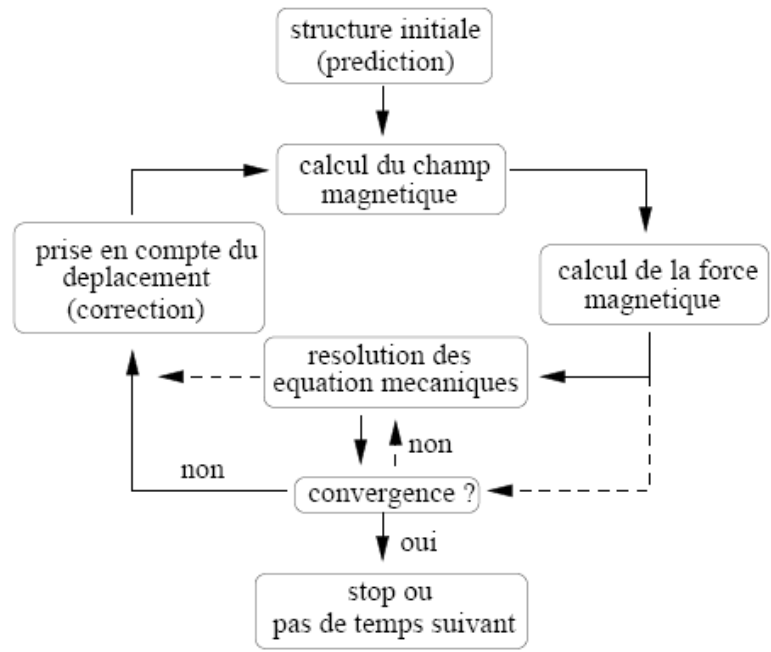 structure initiale
(prediction)
calcul du champ
magnetique
prise en compte du
deplacement
(correction)
calcul de la force
magnetique
resolution des
equation mecaniques
non
non
convergence ?
oui
stop ou
pas de temps suivant